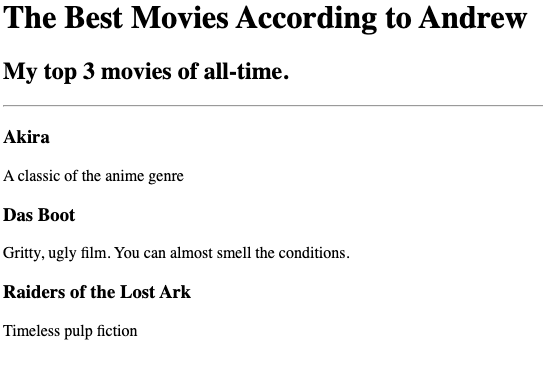 The Best Movies According to Andrew
My top 3 movies of all-time.
Akira
A classic of the anime genre
Das Boot
Gritty, ugly film. You can almost smell the conditions.
Raiders of the Lost Ark
Timeless pulp fiction